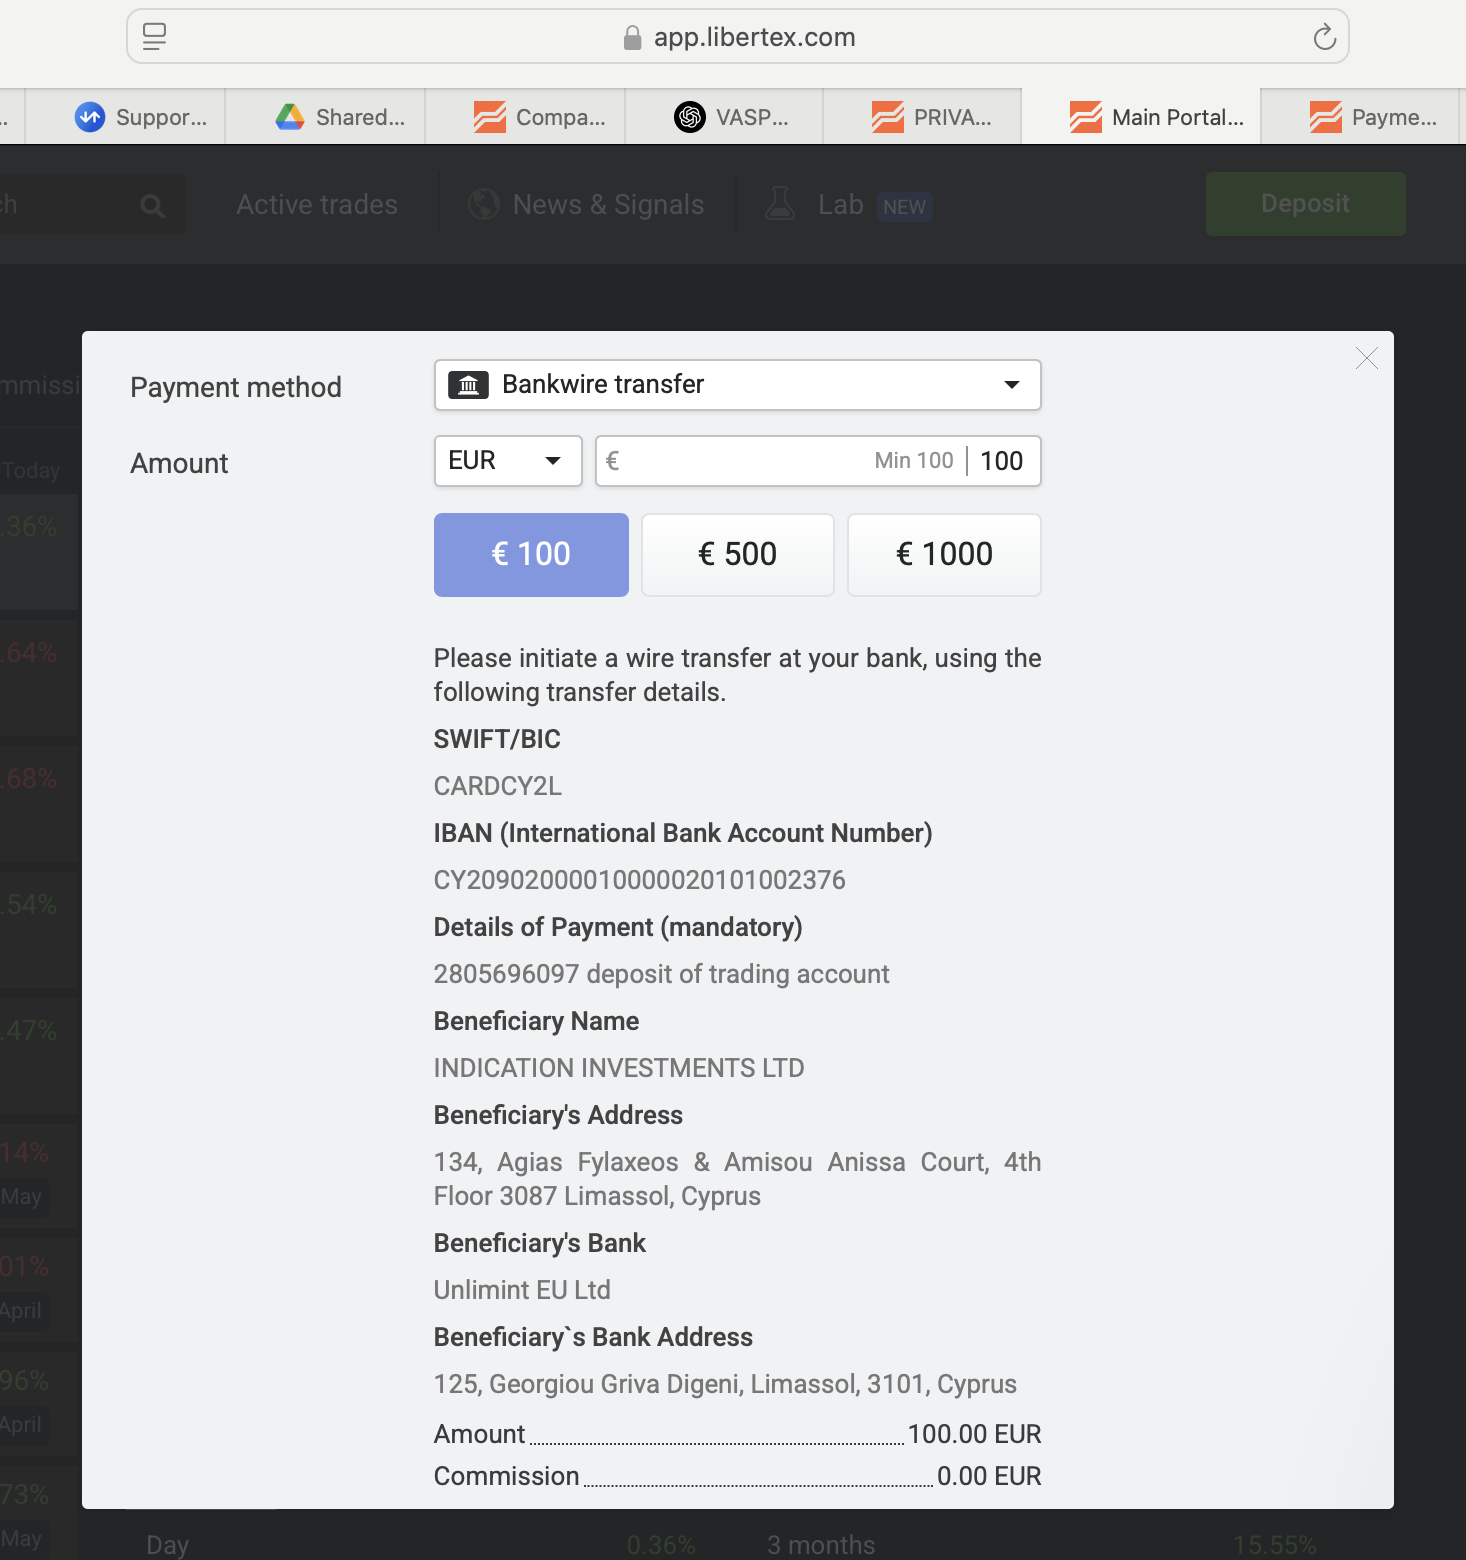 app.libertex.com
Suppor...
Shared...
Compa...
VASP...
PRIVA...
Main Portal...
Payme...
ch
Active trades
News & Signals
Lab NEW
Deposit
mmissi
Payment method
Bankwire transfer
Amount
EUR
€ Min 100 100
Today
.36%
€ 100
€ 500
€ 1000
.64%
Please initiate a wire transfer at your bank, using the
following transfer details.
SWIFT/BIC
.68%
CARDCY2L
IBAN (International Bank Account Number)
CY20902000010000020101002376
.54%
Details of Payment (mandatory)
2805696097 deposit of trading account
Beneficiary Name
.47%
INDICATION INVESTMENTS LTD
Beneficiary's Address
14%
134, Agias Fylaxeos & Amisou Anissa Court, 4th
Floor 3087 Limassol, Cyprus
May
Beneficiary's Bank
01%
Unlimint EU Ltd
April
Beneficiary`s Bank Address
96%
125, Georgiou Griva Digeni, Limassol, 3101, Cyprus
April
Amount 100.00 EUR
Commission 0.00 EUR
73%
May
Day 0.36% 3 months 15.55%